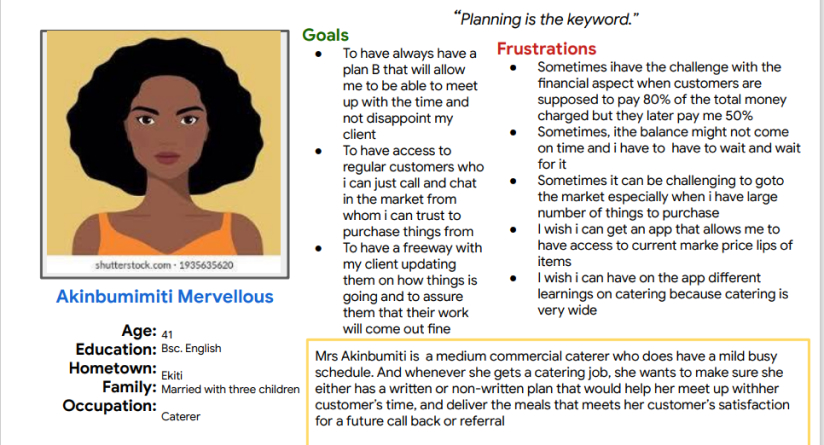 “Planning is the keyword.”
Goals
● To have always have a
plan B that will allow
me to be able to meet
up with the time and
not disappoint my
client
● To have access to
regular customers who
i can just call and chat
in the market from
whom i can trust to
purchase things from
● To have a freeway with
my client updating
them on how things is
going and to assure
them that their work
will come out fine
Frustrations
● Sometimes ihave the challenge with the
financial aspect when customers are
supposed to pay 80% of the total money
charged but they later pay me 50%
● Sometimes, ithe balance might not come
on time and i have to have to wait and wait
for it
● Sometimes it can be challenging to goto
the market especially when i have large
number of things to purchase
● I wish i can get an app that allows me to
have access to current marke price lips of
items
● I wish i can have on the app different
learnings on catering because catering is
very wide
shutterstock.com · 1935635620
Akinbumimiti Mervellous
Age: 41
Education: Bsc. English
Hometown: Ekiti
Family: Married with three children
Occupation: Caterer
Mrs Akinbumiti is a medium commercial caterer who does have a mild busy
schedule. And whenever she gets a catering job, she wants to make sure she
either has a written or non-written plan that would help her meet up withher
customer’s time, and deliver the meals that meets her customer’s satisfaction
for a future call back or referral